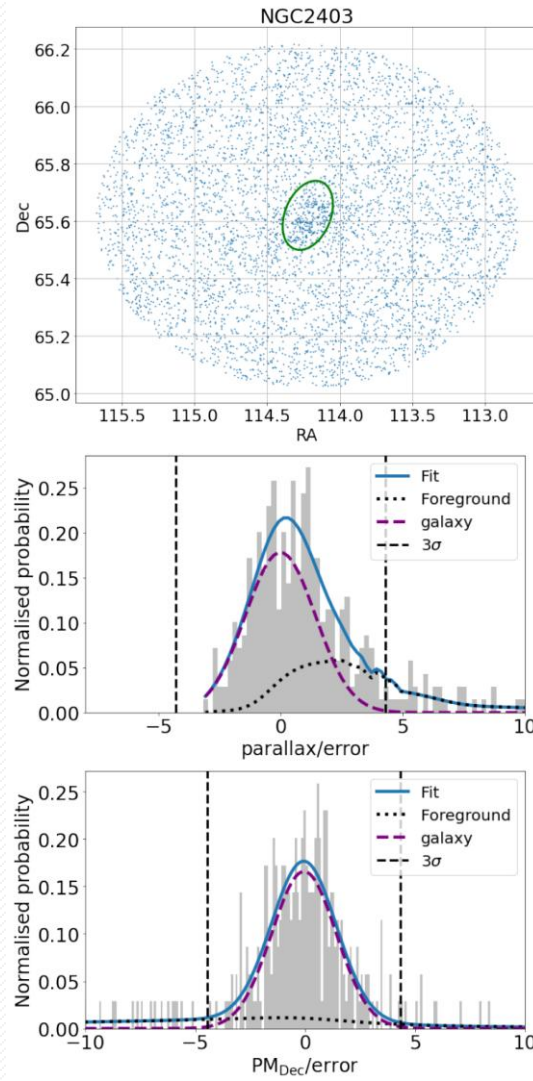 NGC2403
66.2
66.0
65.8
65.6
65.4
65.2
65.0
Dec
115.5 115.0 114.5 114.0 113.5 113.0
RA
0.25
0.20
0.15
0.10
0.05
0.00
Normalised probability
Fit
Foreground
galaxy
3σ
−5 0 5 10
parallax/error
0.25
0.20
0.15
0.10
0.05
0.00
Normalised probability
Fit
Foreground
galaxy
3σ
−10 −5 0 5 10
PM_Dec/error